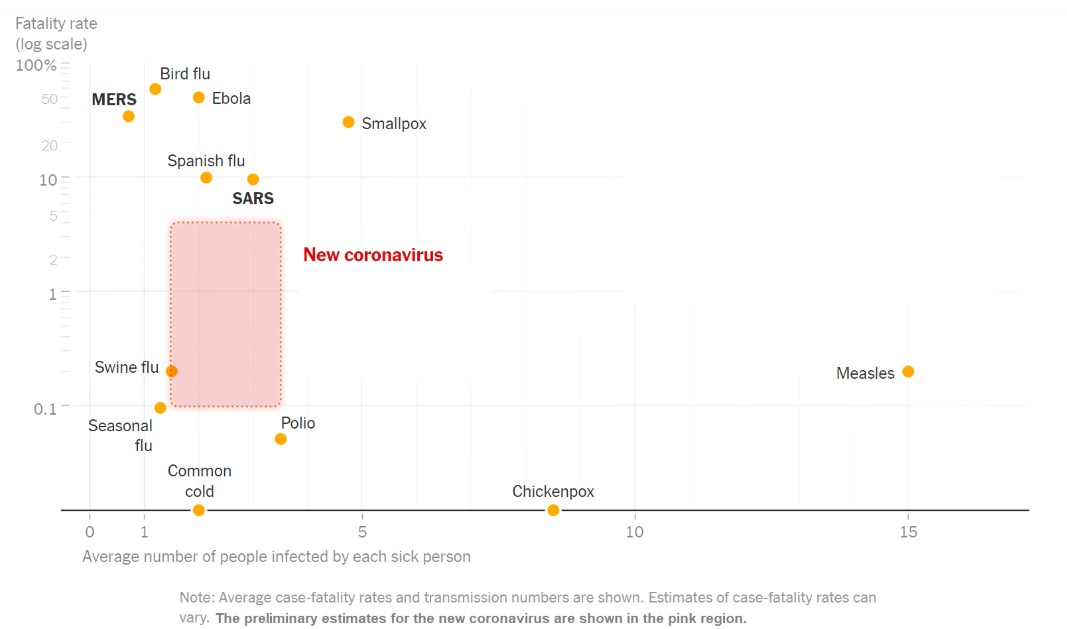 Fatality rate
(log scale)
100%
Bird flu
50
MERS
Ebola
Smallpox
20
Spanish flu
10
SARS
5
New coronavirus
2
1
Swine flu
Measles
0.1
Seasonal
flu
Polio
Common
cold
Chickenpox
0
1
5
10
15
Average number of people infected by each sick person
Note: Average case-fatality rates and transmission numbers are shown. Estimates of case-fatality rates can
vary. The preliminary estimates for the new coronavirus are shown in the pink region.